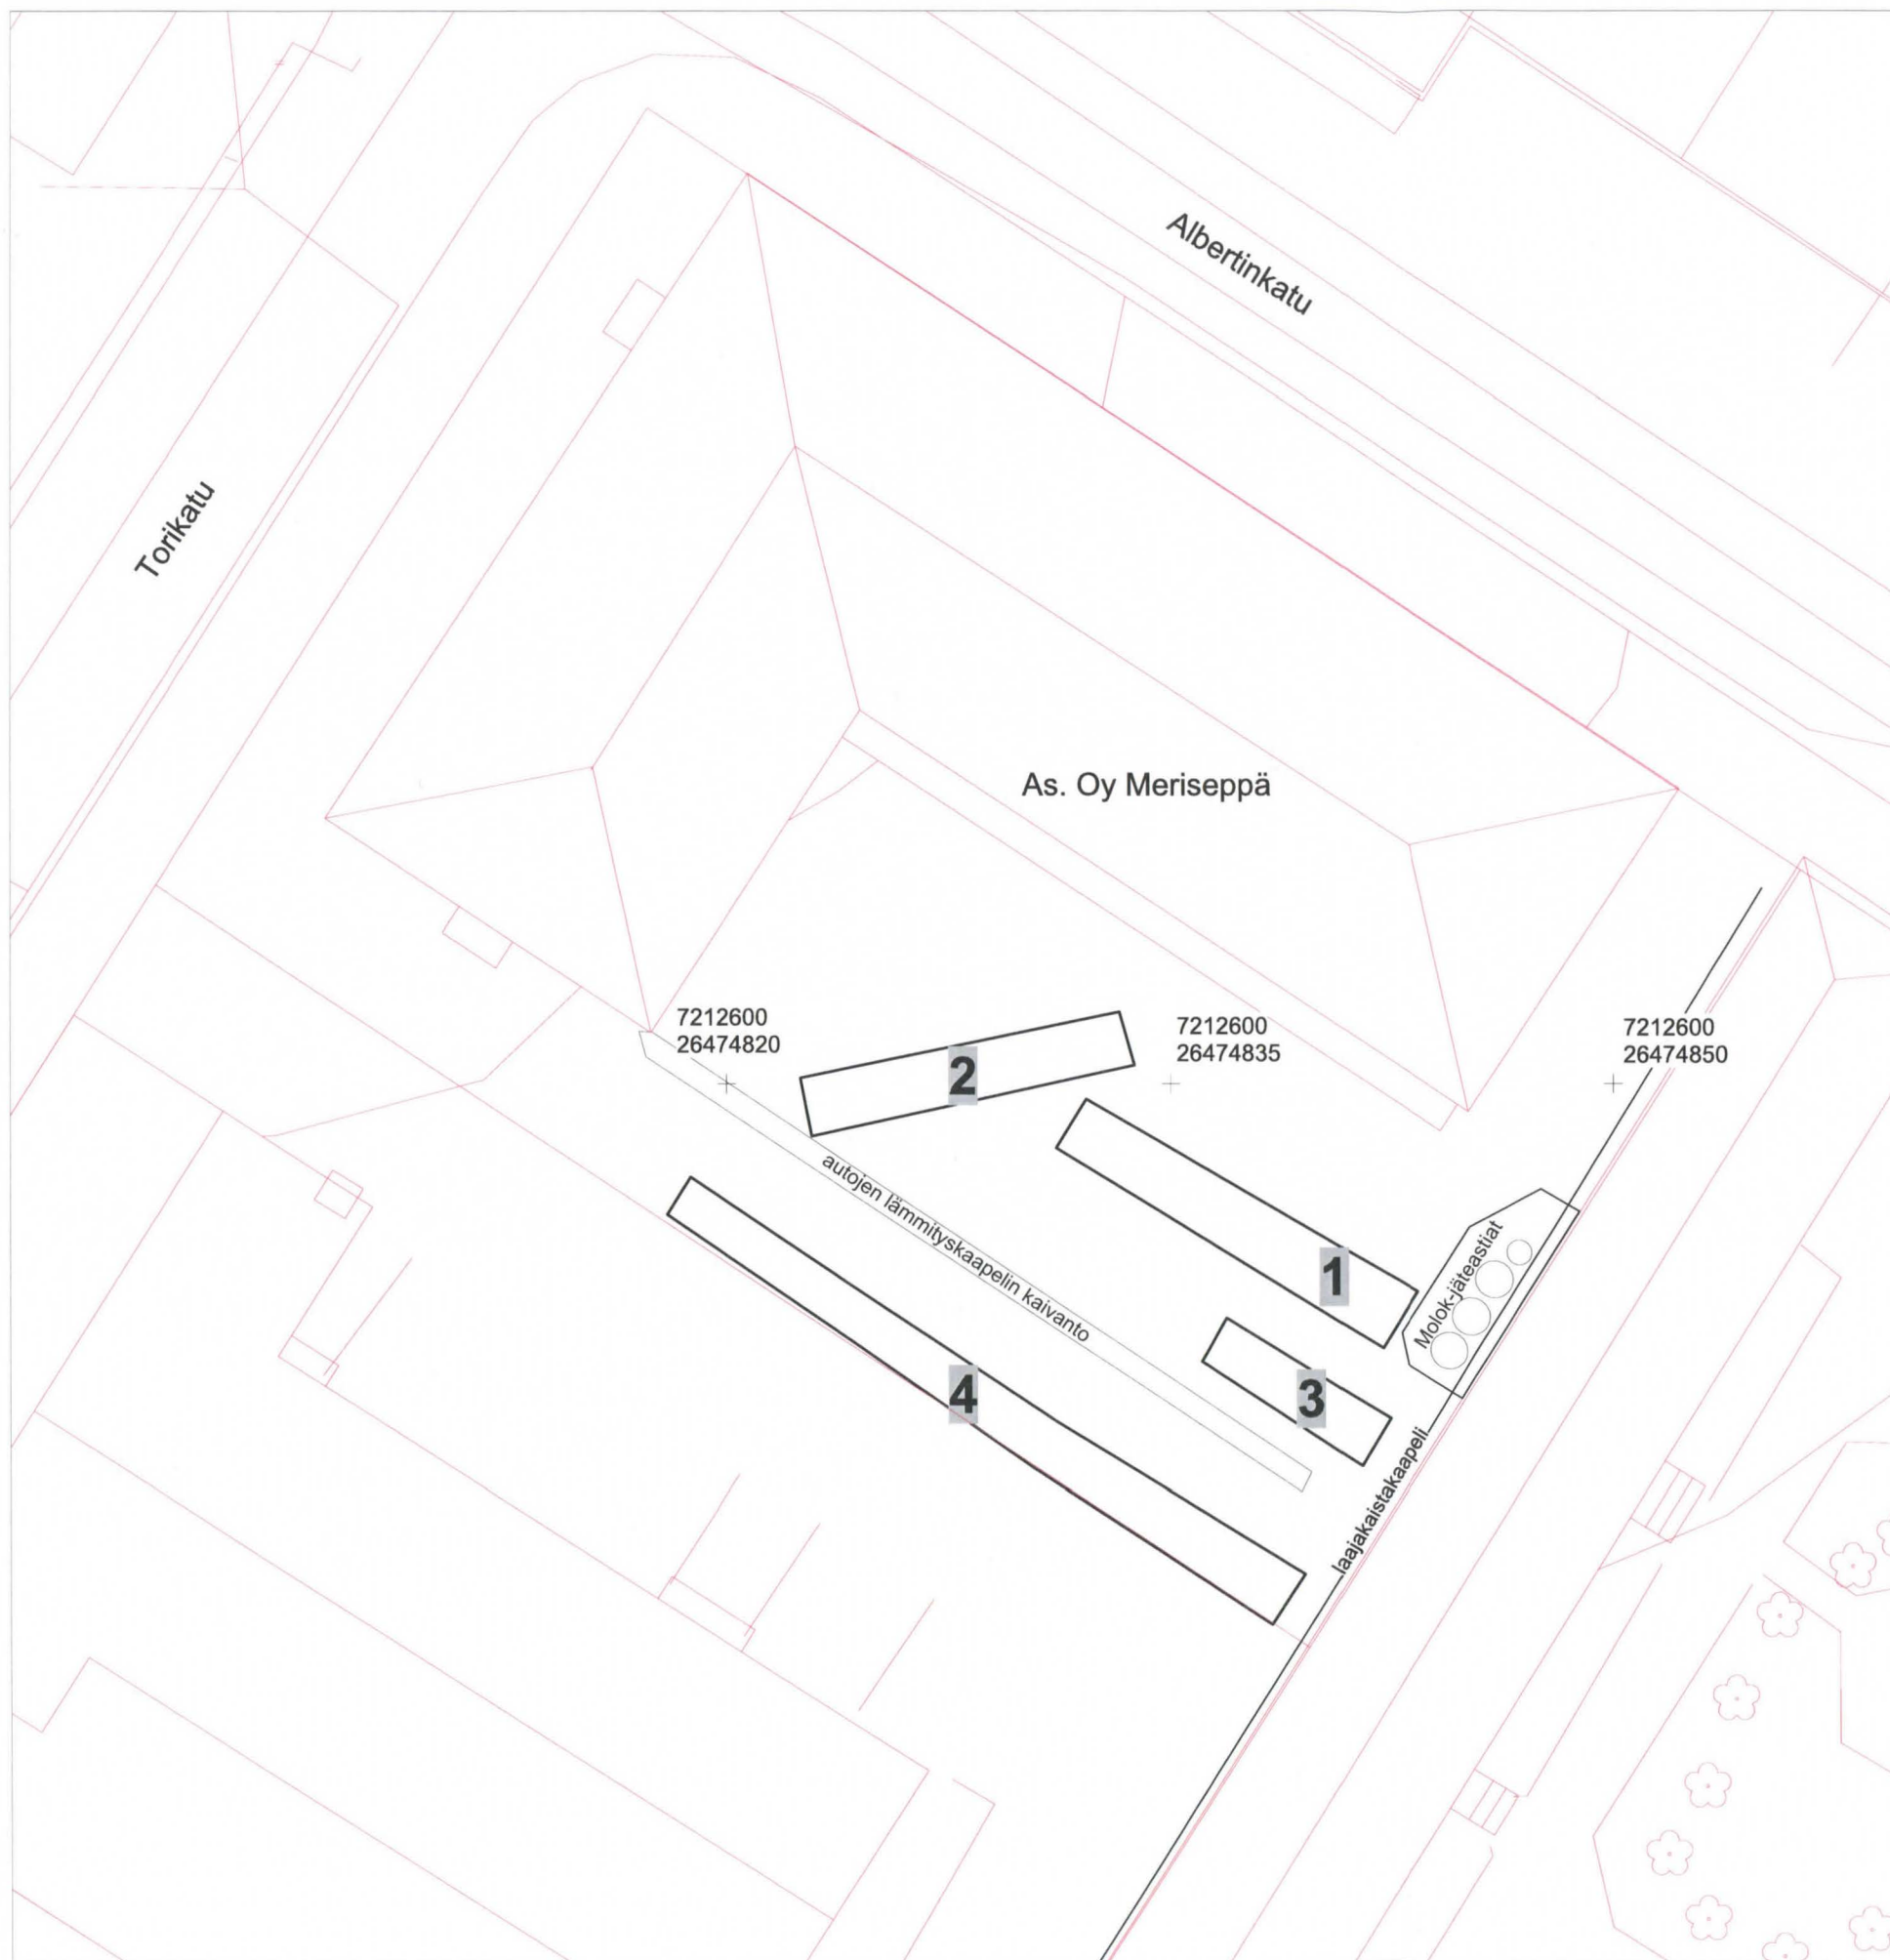 Albertinkatu
Torikatu
As. Oy Meriseppä
7212600
26474820
7212600
26474835
7212600
26474850
2
autojen lämmityskaapelin kaivanto
1
Molok-jäteastiat
3
4
laajakaistakaapeli